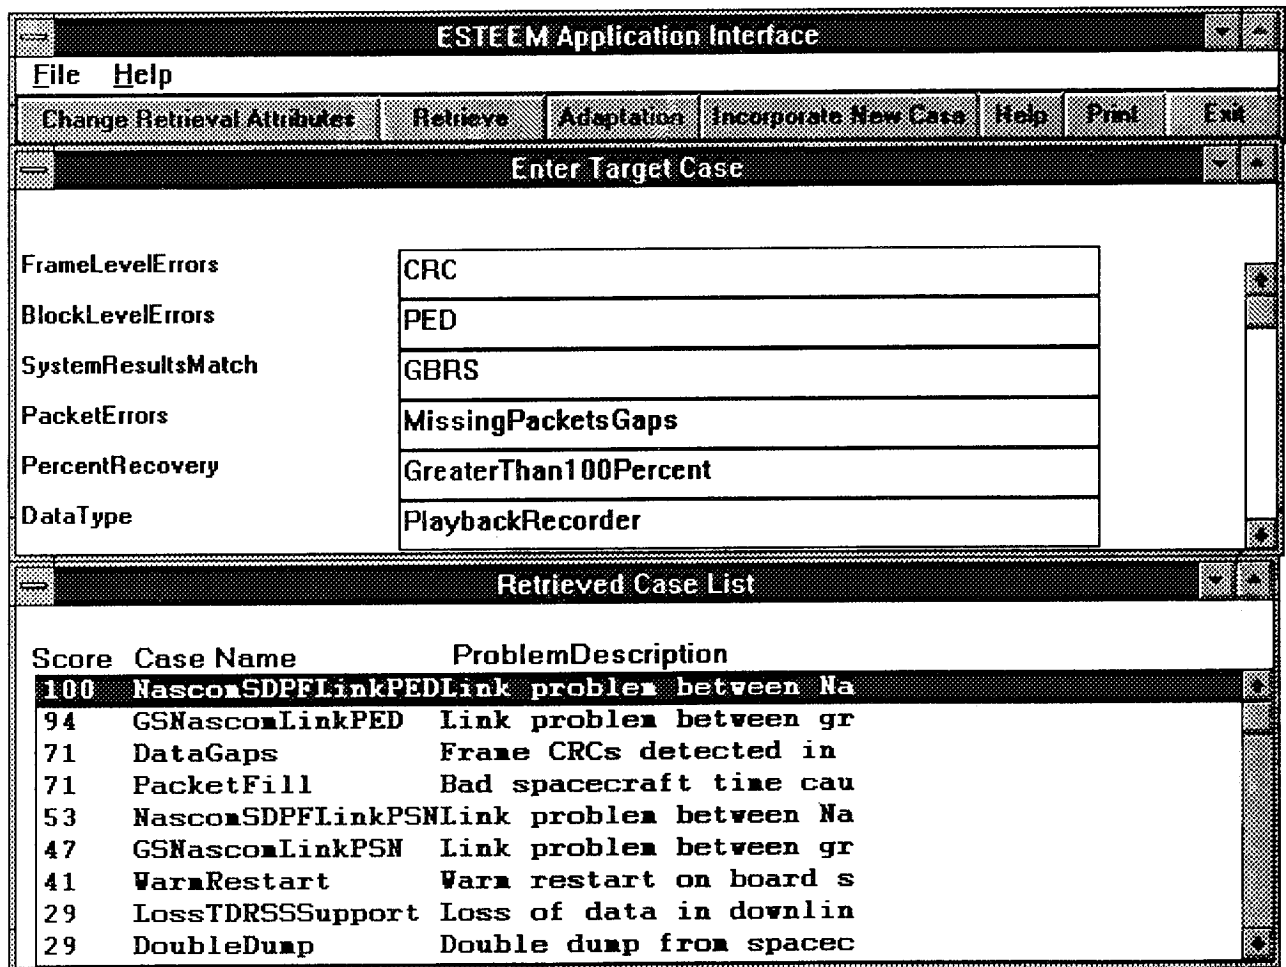 ESTEEM Application Interface
File Help
Change Retrieval Attributes Retrieve Adaptation Incorporate New Case Help Print Exit
Enter Target Case
FrameLevelErrors CRC
BlockLevelErrors PED
SystemResultsMatch GBRS
PacketErrors MissingPacketsGaps
PercentRecovery GreaterThan100Percent
DataType PlaybackRecorder
Retrieved Case List
Score Case Name ProblemDescription
100 NascomSDPFLinkPEDLink problem between Na
94 GSNascomLinkPED Link problem between gr
71 DataGaps Frame CRCs detected in
71 PacketFill Bad spacecraft time cau
53 NascomSDPFLinkPSNLink problem between Na
47 GSNascomLinkPSN Link problem between gr
41 WarmRestart Warm restart on board s
29 LossTDRSSSupport Loss of data in downlin
29 DoubleDump Double dump from spacec